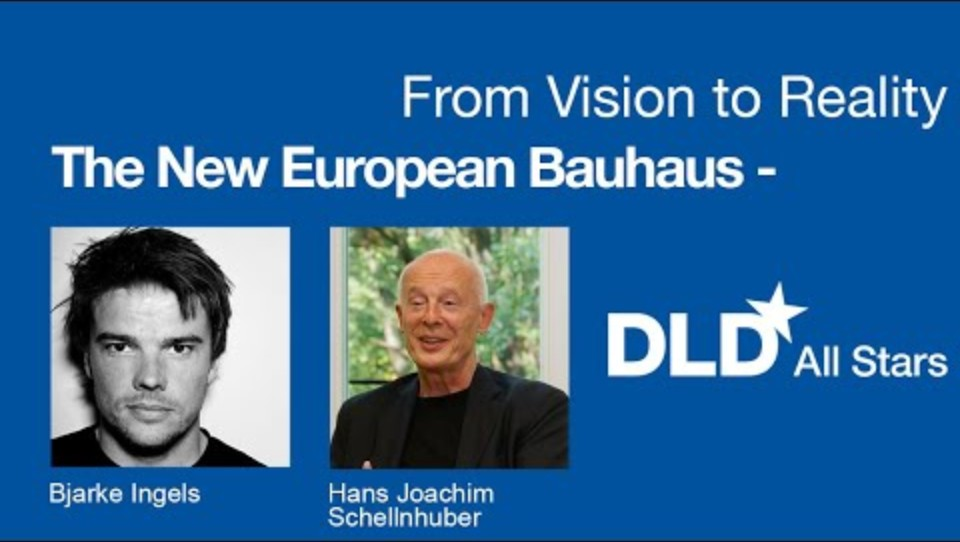 From Vision to Reality
The New European Bauhaus -
DLD All Stars
Bjarke Ingels
Hans Joachim
Schellnhuber